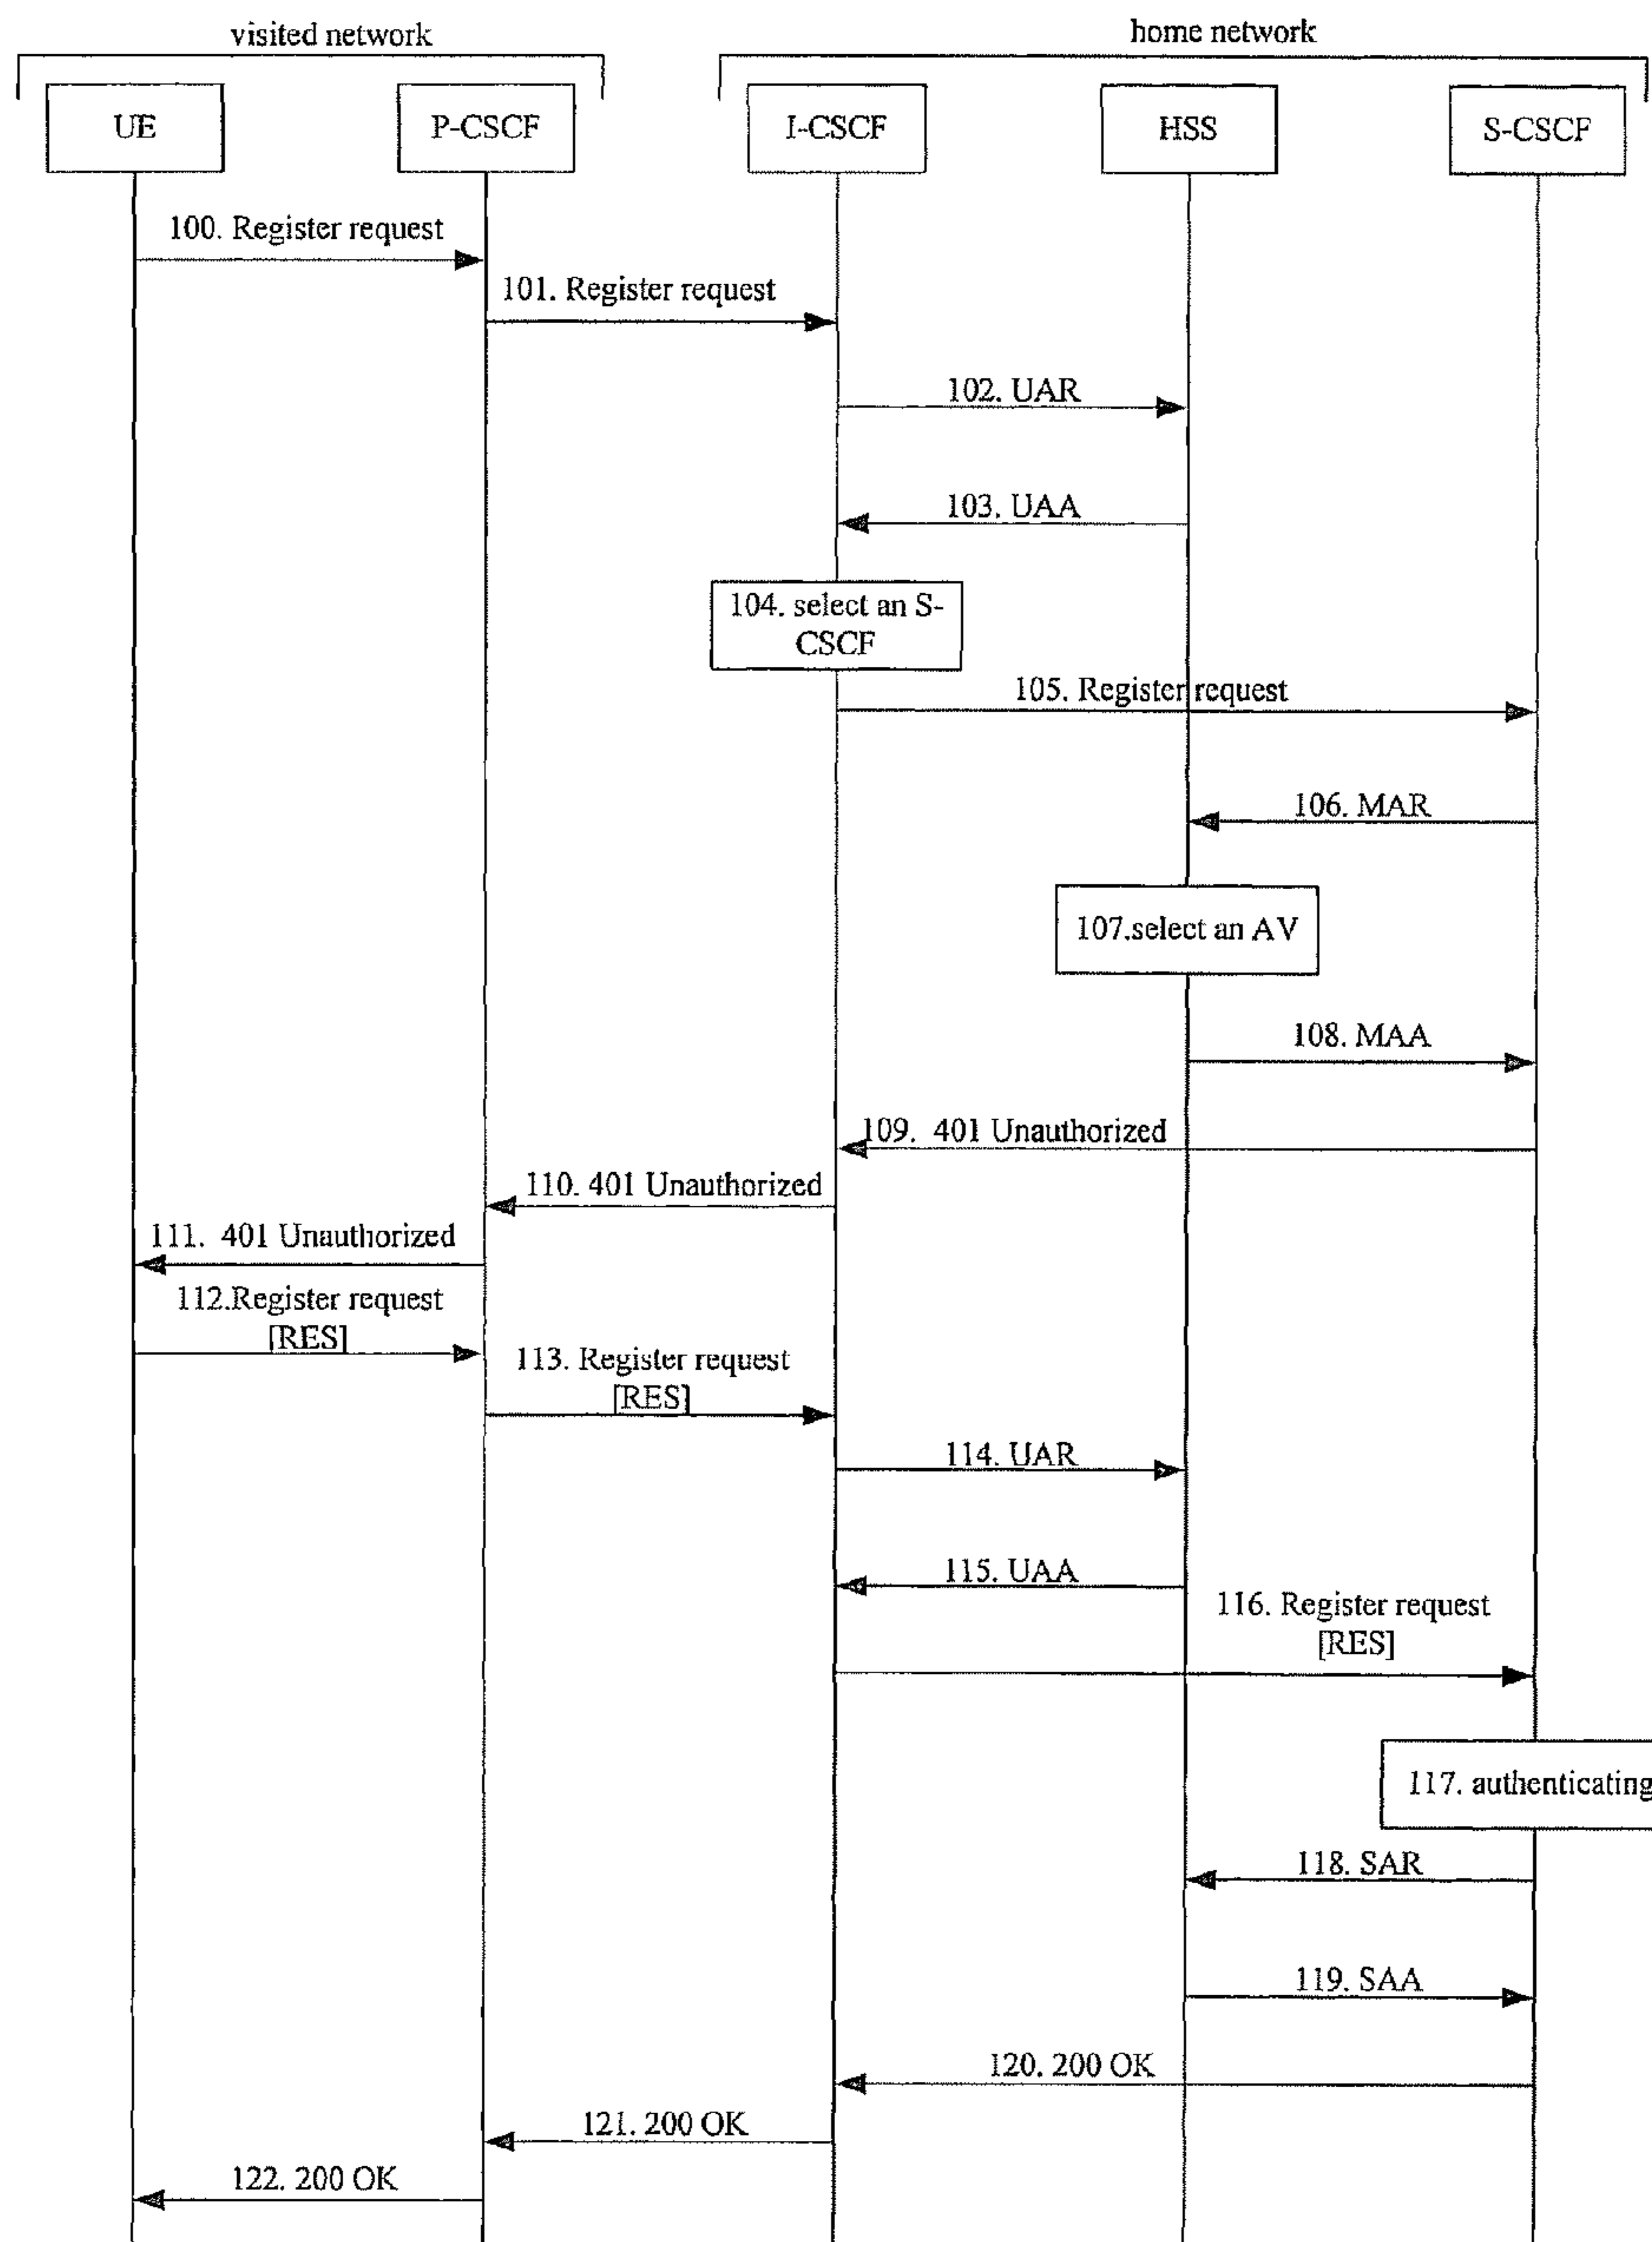 visited network
home network
UE
P-CSCF
I-CSCF
HSS
S-CSCF
100. Register request
101. Register request
102. UAR
103. UAA
104. select an S-
CSCF
105. Register request
106. MAR
107.select an AV
108. MAA
109. 401 Unauthorized
110. 401 Unauthorized
111. 401 Unauthorized
112.Register request
[RES]
113. Register request
[RES]
114. UAR
115. UAA
116. Register request
[RES]
117. authenticating
118. SAR
119. SAA
120. 200 OK
121. 200 OK
122. 200 OK